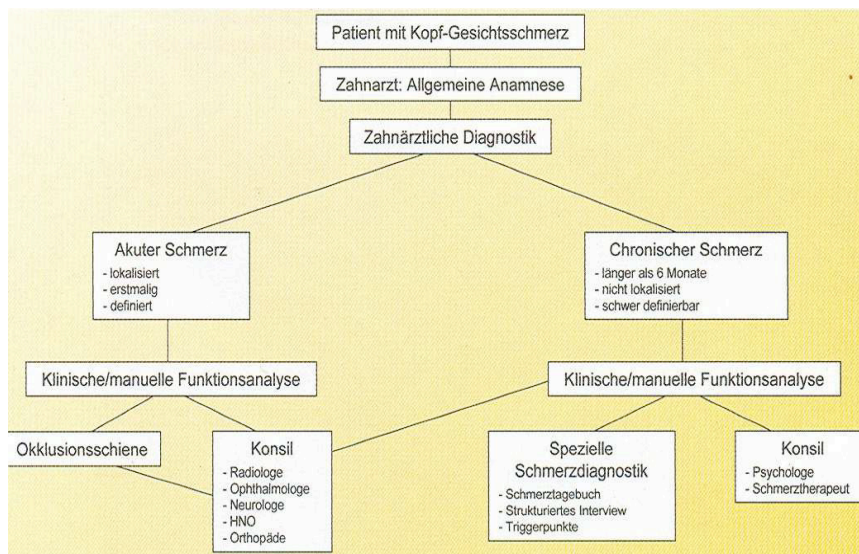 Patient mit Kopf-Gesichtsschmerz
Zahnarzt: Allgemeine Anamnese
Zahnärztliche Diagnostik
Akuter Schmerz
- lokalisiert
- erstmalig
- definiert
Chronischer Schmerz
- länger als 6 Monate
- nicht lokalisiert
- schwer definierbar
Klinische/manuelle Funktionsanalyse
Klinische/manuelle Funktionsanalyse
Okklusionsschiene
Konsil
- Radiologe
- Ophthalmologe
- Neurologe
- HNO
- Orthopäde
Spezielle
Schmerzdiagnostik
- Schmerztagebuch
- Strukturiertes Interview
- Triggerpunkte
Konsil
- Psychologe
- Schmerztherapeut